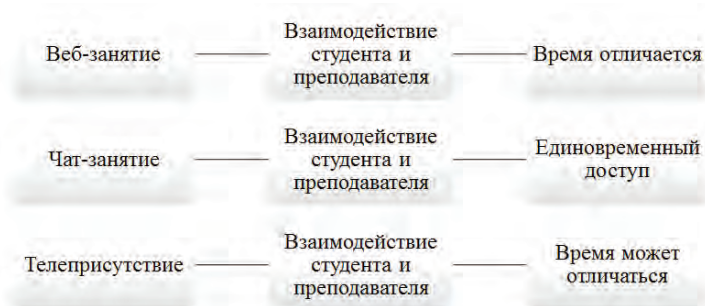 Веб-занятие
Взаимодействие
студента и
преподавателя
Время отличается
Чат-занятие
Взаимодействие
студента и
преподавателя
Единовременный
доступ
Телеприсутствие
Взаимодействие
студента и
преподавателя
Время может
отличаться